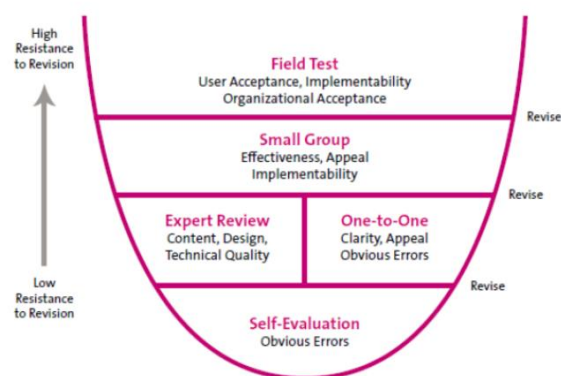 High
Resistance
to Revision
Field Test
User Acceptance, Implementability
Organizational Acceptance
Revise
Small Group
Effectiveness, Appeal
Implementability
Revise
Expert Review
Content, Design,
Technical Quality
One-to-One
Clarity, Appeal
Obvious Errors
Revise
Low
Resistance
to Revision
Self-Evaluation
Obvious Errors